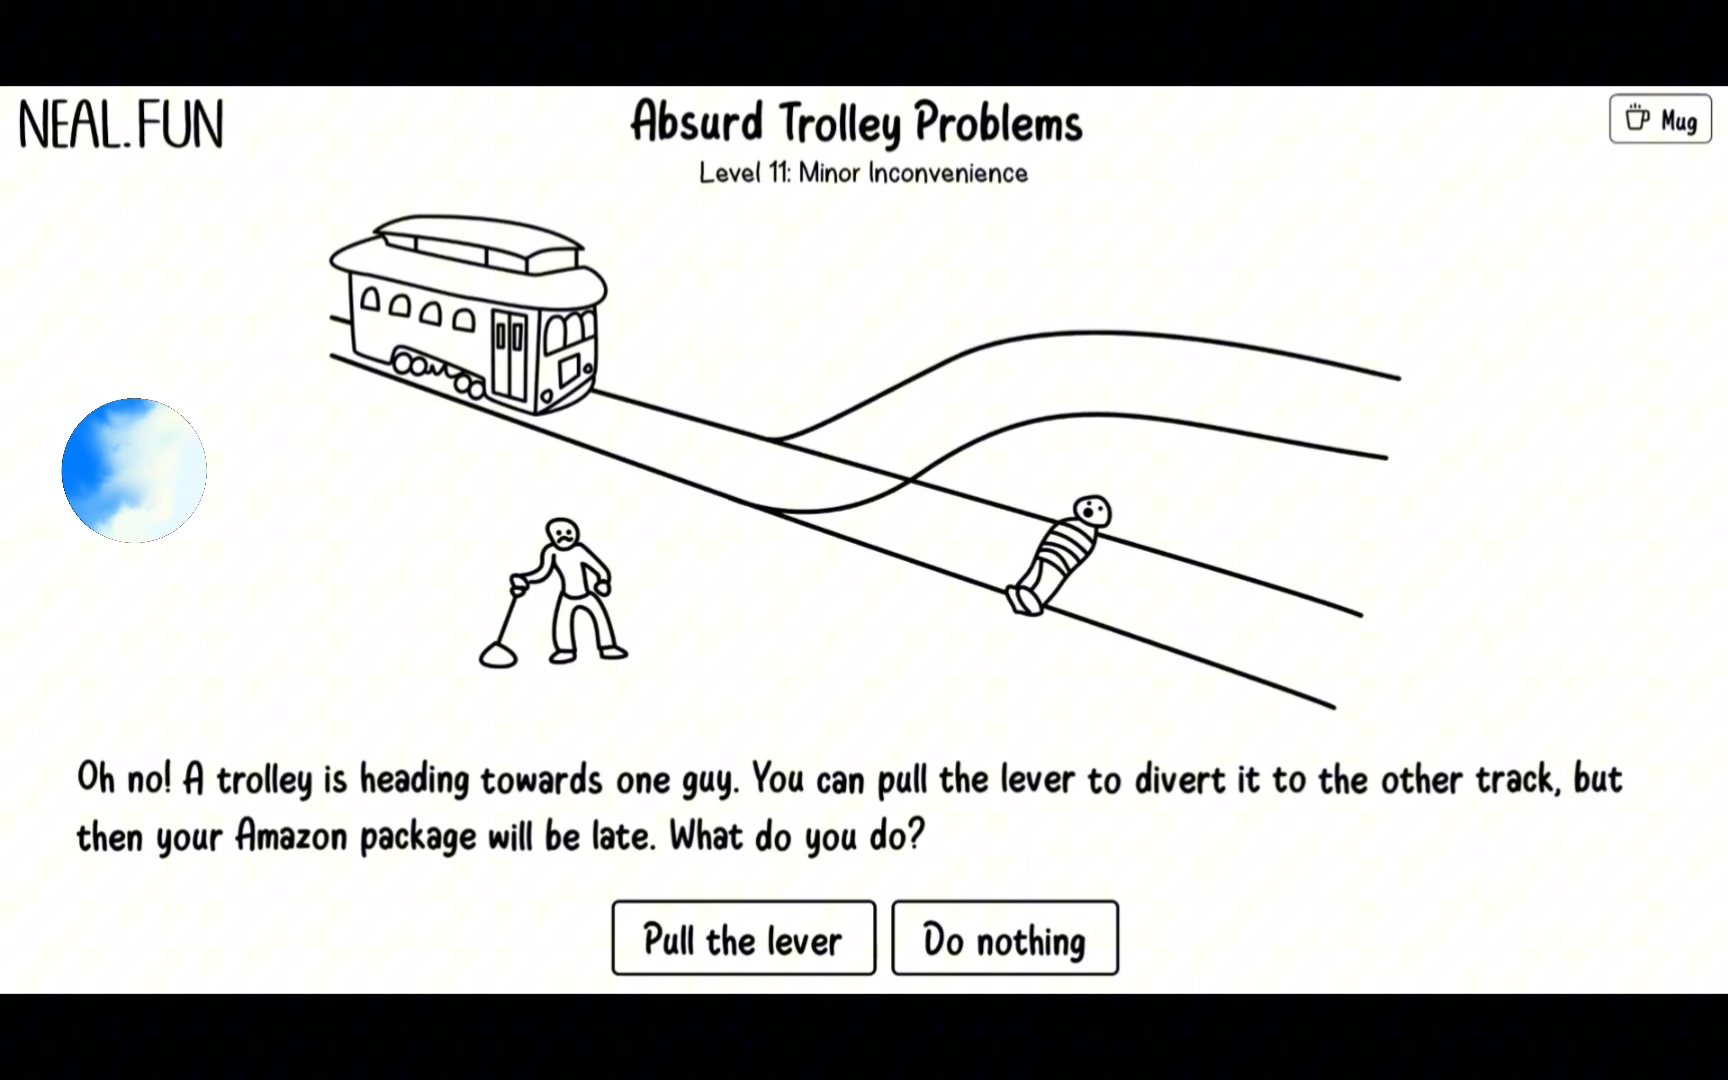 NEAL.FUN
Absurd Trolley Problems
Mug
Level 11: Minor Inconvenience
Oh no! A trolley is heading towards one guy. You can pull the lever to divert it to the other track, but
then your Amazon package will be late. What do you do?
Pull the lever
Do nothing